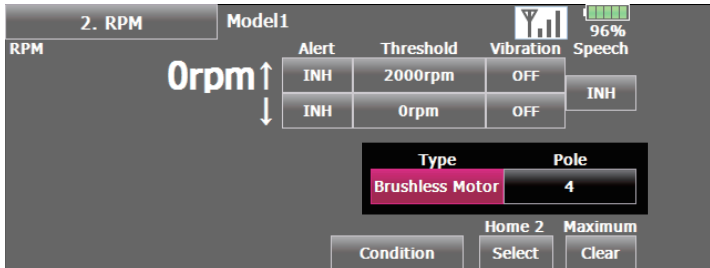 2. RPM Model1 96%
RPM Alert Threshold Vibration Speech
0rpm↑ INH 2000rpm OFF INH
↓ INH 0rpm OFF
Type Pole
Brushless Motor 4
Home 2 Maximum
Condition Select Clear